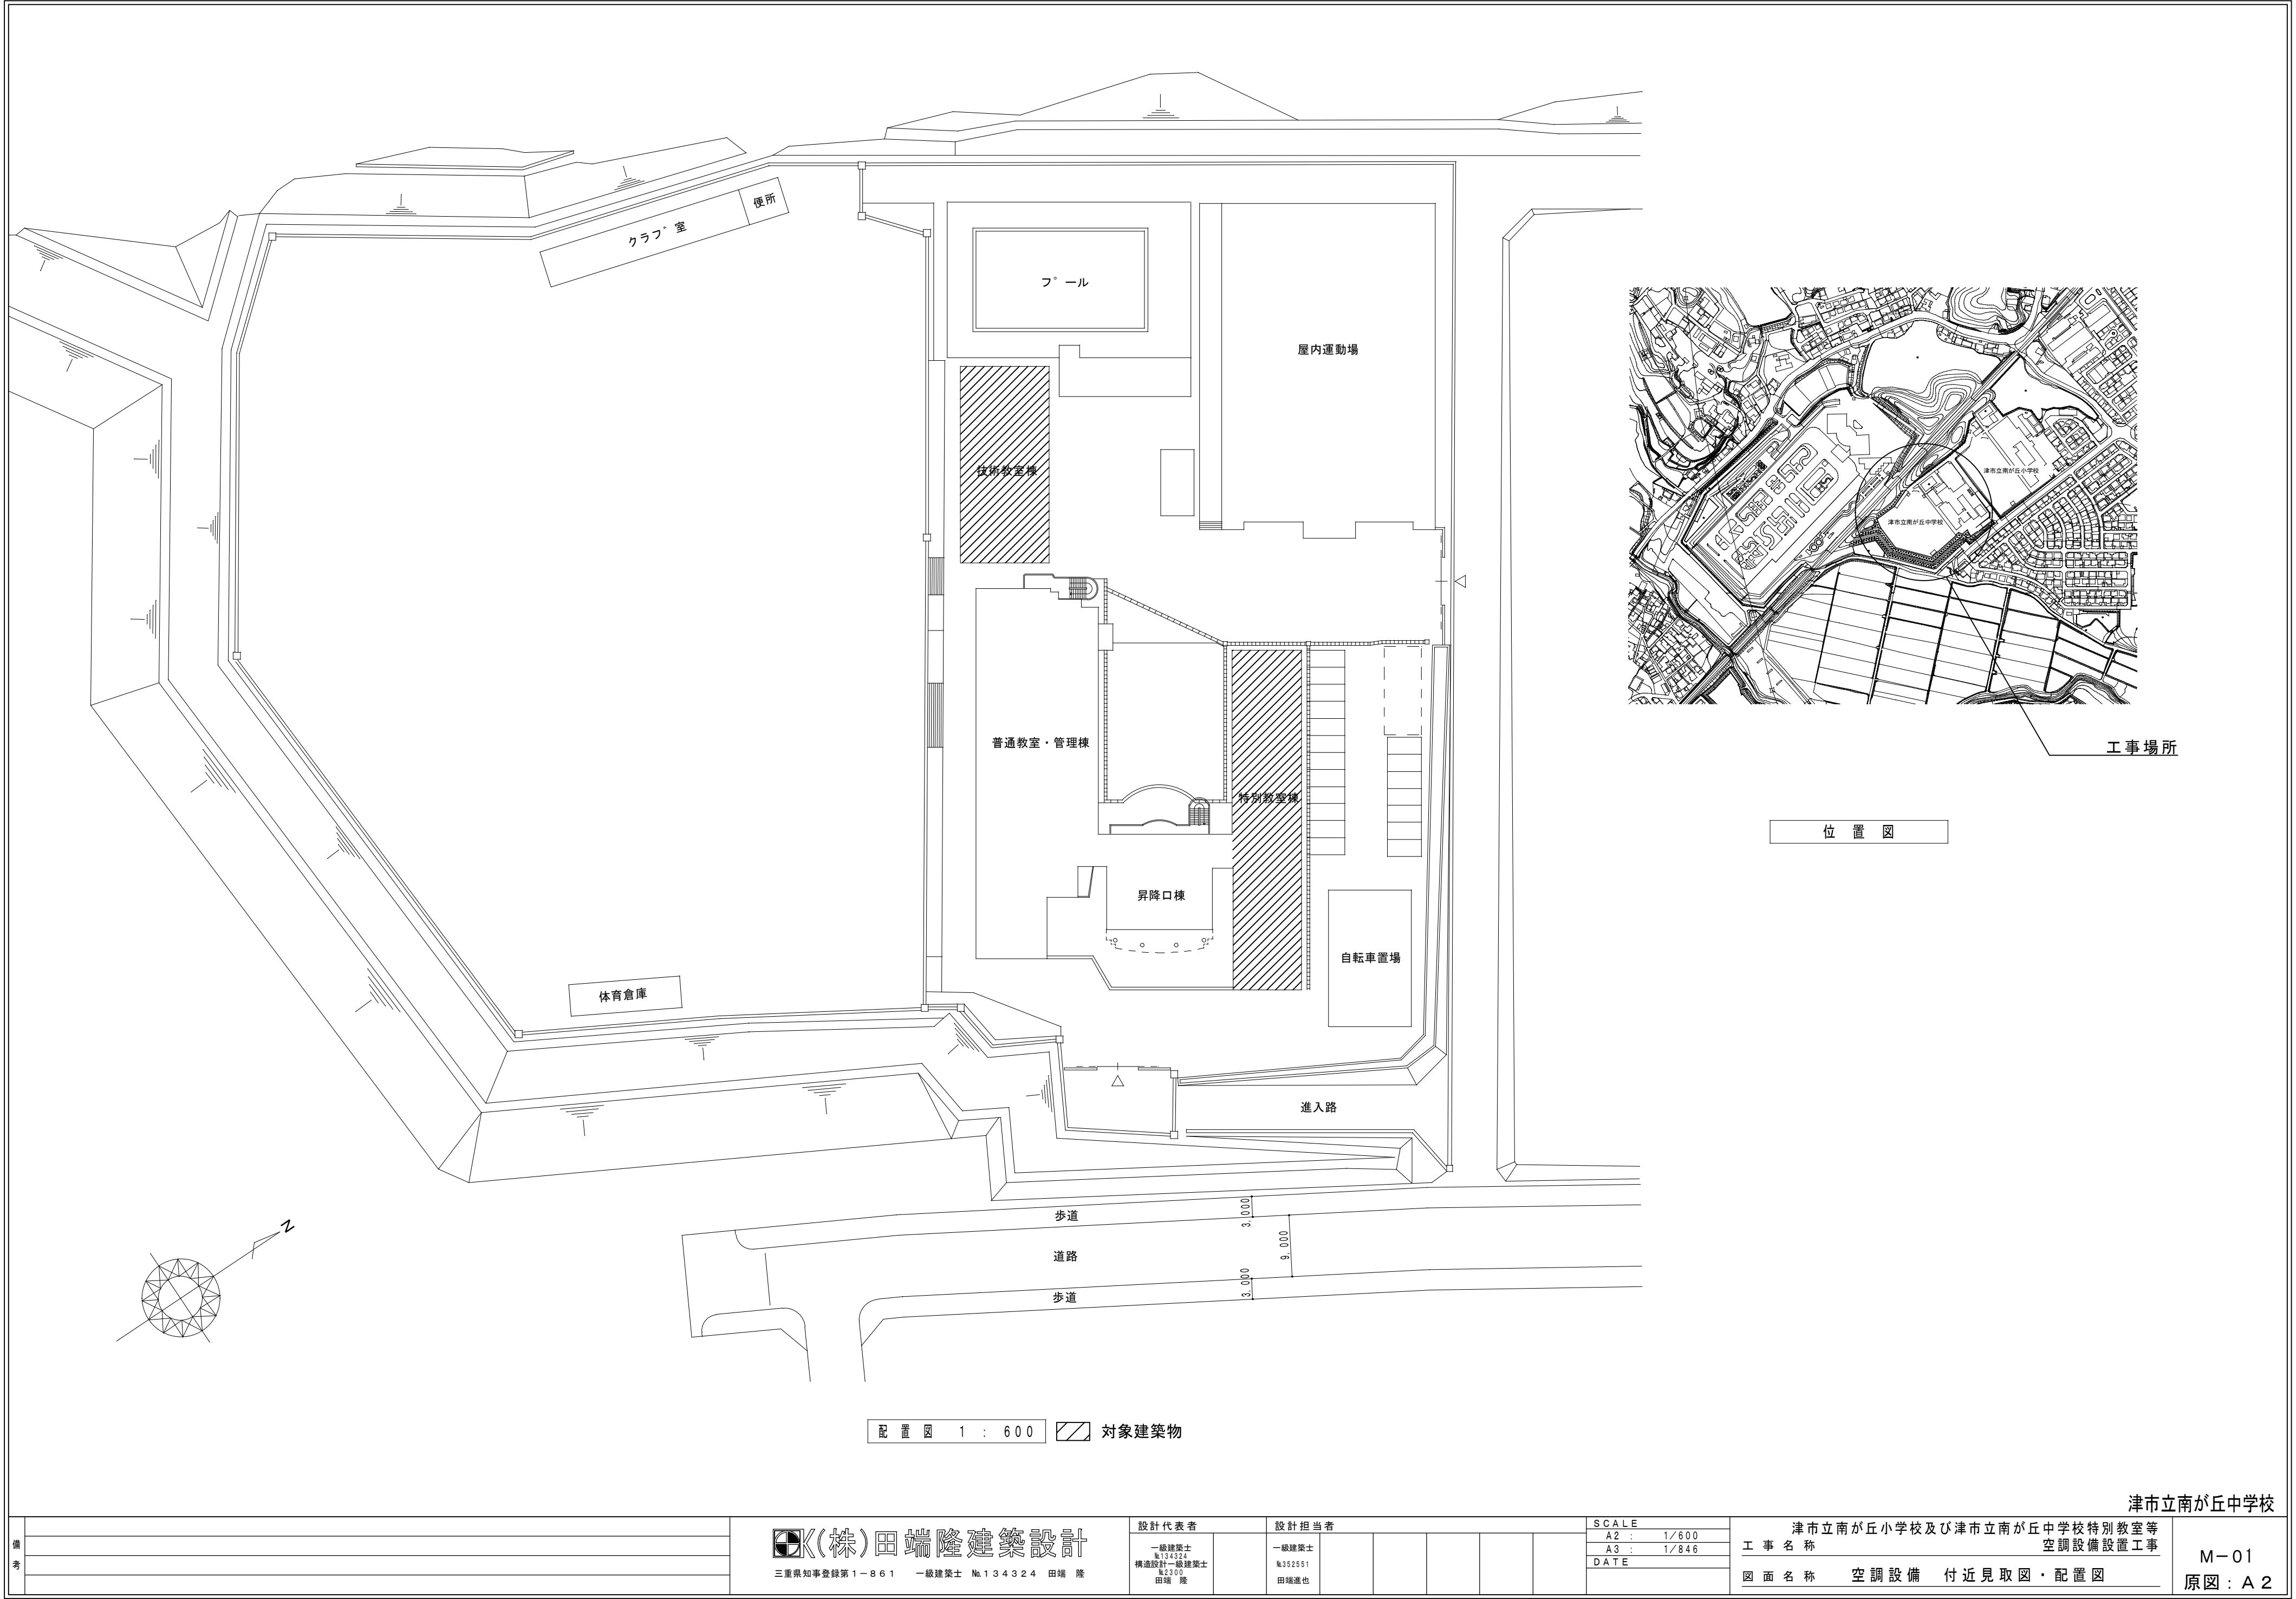 便所
クラブ室
プール
屋内運動場
技術教室棟
普通教室・管理棟
特別教室棟
昇降口棟
自転車置場
体育倉庫
進入路
歩道
3,000
道路
9,000
歩道
3,000
N
津市立南が丘小学校
津市立南が丘中学校
工事場所
位置図
配置図 1 : 600
対象建築物
津市立南が丘中学校
備考
(株)田端隆建築設計
三重県知事登録第1-861 一級建築士 №134324 田端 隆
設計代表者
一級建築士
№134324
構造設計一級建築士
№2300
田端 隆
設計担当者
一級建築士
№352551
田端進也
SCALE
A2 : 1/600
A3 : 1/846
DATE
津市立南が丘小学校及び津市立南が丘中学校特別教室等
工事名称 空調設備設置工事
図面名称 空調設備 付近見取図・配置図
M-01
原図:A2